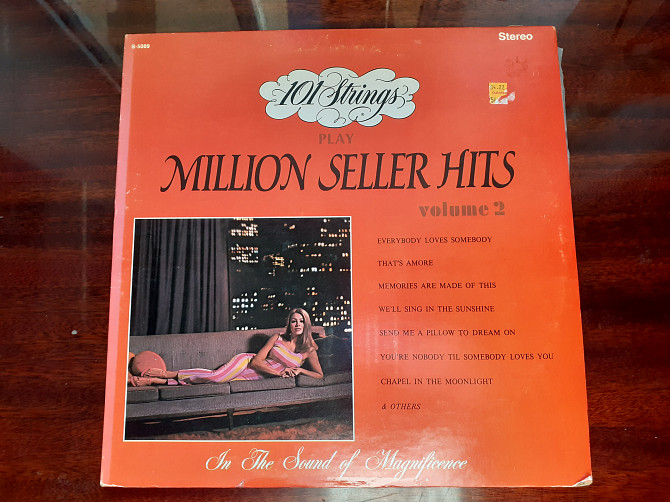 S-5069
Stereo
101 Strings
PLAY
MILLION SELLER HITS
volume 2
EVERYBODY LOVES SOMEBODY
THAT'S AMORE
MEMORIES ARE MADE OF THIS
WE'LL SING IN THE SUNSHINE
SEND ME A PILLOW TO DREAM ON
YOU'RE NOBODY TIL SOMEBODY LOVES YOU
CHAPEL IN THE MOONLIGHT
& OTHERS
In The Sound of Magnificence